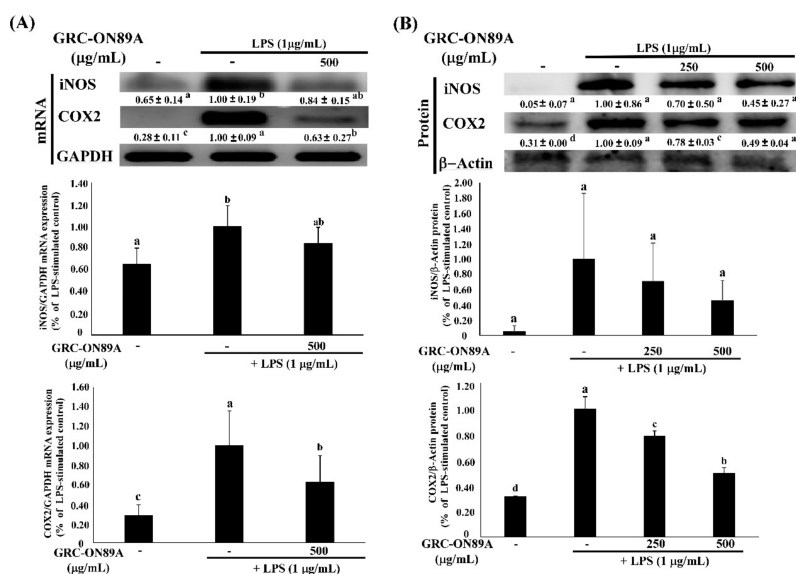 (A)
GRC-ON89A
(μg/mL)
LPS (1μg/mL)
- - 500
mRNA
iNOS
0.65 ± 0.14 a 1.00 ± 0.19 b 0.84 ± 0.15 ab
COX2
0.28 ± 0.11 c 1.00 ± 0.09 a 0.63 ± 0.27 b
GAPDH
iNOS/GAPDH mRNA expression
(% of LPS-stimulated control)
1.40
1.20
1.00
0.80
0.60
0.40
0.20
0
a b ab
GRC-ON89A - - 500
(μg/mL) + LPS (1 μg/mL)
COX2/GAPDH mRNA expression
(% of LPS-stimulated control)
1.60
1.40
1.20
1.00
0.80
0.60
0.40
0.20
0
c a b
GRC-ON89A - - 500
(μg/mL) + LPS (1 μg/mL)
(B)
GRC-ON89A
(μg/mL)
LPS (1μg/mL)
- - 250 500
Protein
iNOS
0.05 ± 0.07 a 1.00 ± 0.86 a 0.70 ± 0.50 a 0.45 ± 0.27 a
COX2
0.31 ± 0.00 d 1.00 ± 0.09 a 0.78 ± 0.03 c 0.49 ± 0.04 a
β-Actin
iNOS/β-Actin protein
(% of LPS-stimulated control)
2.00
1.80
1.60
1.40
1.20
1.00
0.80
0.60
0.40
0.20
0
a a a a
GRC-ON89A - - 250 500
(μg/mL) + LPS (1 μg/mL)
COX2/β-Actin protein
(% of LPS-stimulated control)
1.20
1.00
0.80
0.60
0.40
0.20
0
d a c b
GRC-ON89A - - 250 500
(μg/mL) + LPS (1 μg/mL)